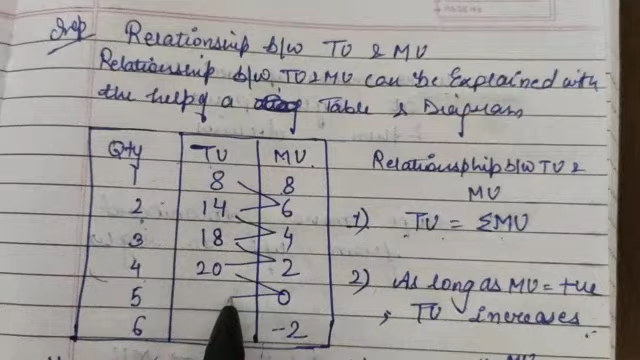 Imp Relationship b/w TU & MU
Relationship b/w TU & MU can be Explained with
the help of a Table & Diagram
Qty TU MU.
1 8 8
2 14 6
3 18 4
4 20 2
5 0
6 -2
Relationship b/w TU &
MU
1) TU = ΣMU
2) As long as MU = +ve
, TU increases.